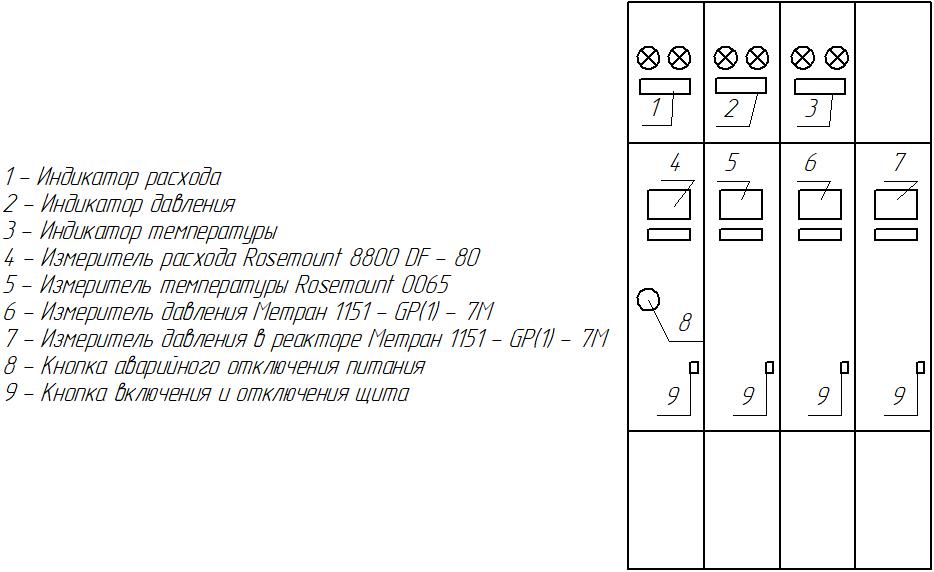 1 2 3
4 5 6 7
1 – Индикатор расхода
2 – Индикатор давления
3 – Индикатор температуры
4 – Измеритель расхода Rosemount 8800 DF – 80
5 – Измеритель температуры Rosemount 0065
6 – Измеритель давления Метран 1151 – GP(1) – 7М
7 – Измеритель давления в реакторе Метран 1151 – GP(1) – 7М
8 – Кнопка аварийного отключения питания
9 – Кнопка включения и отключения щита
8
9 9 9 9